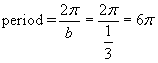 period = 2π/b = 2π/(1/3) = 6π